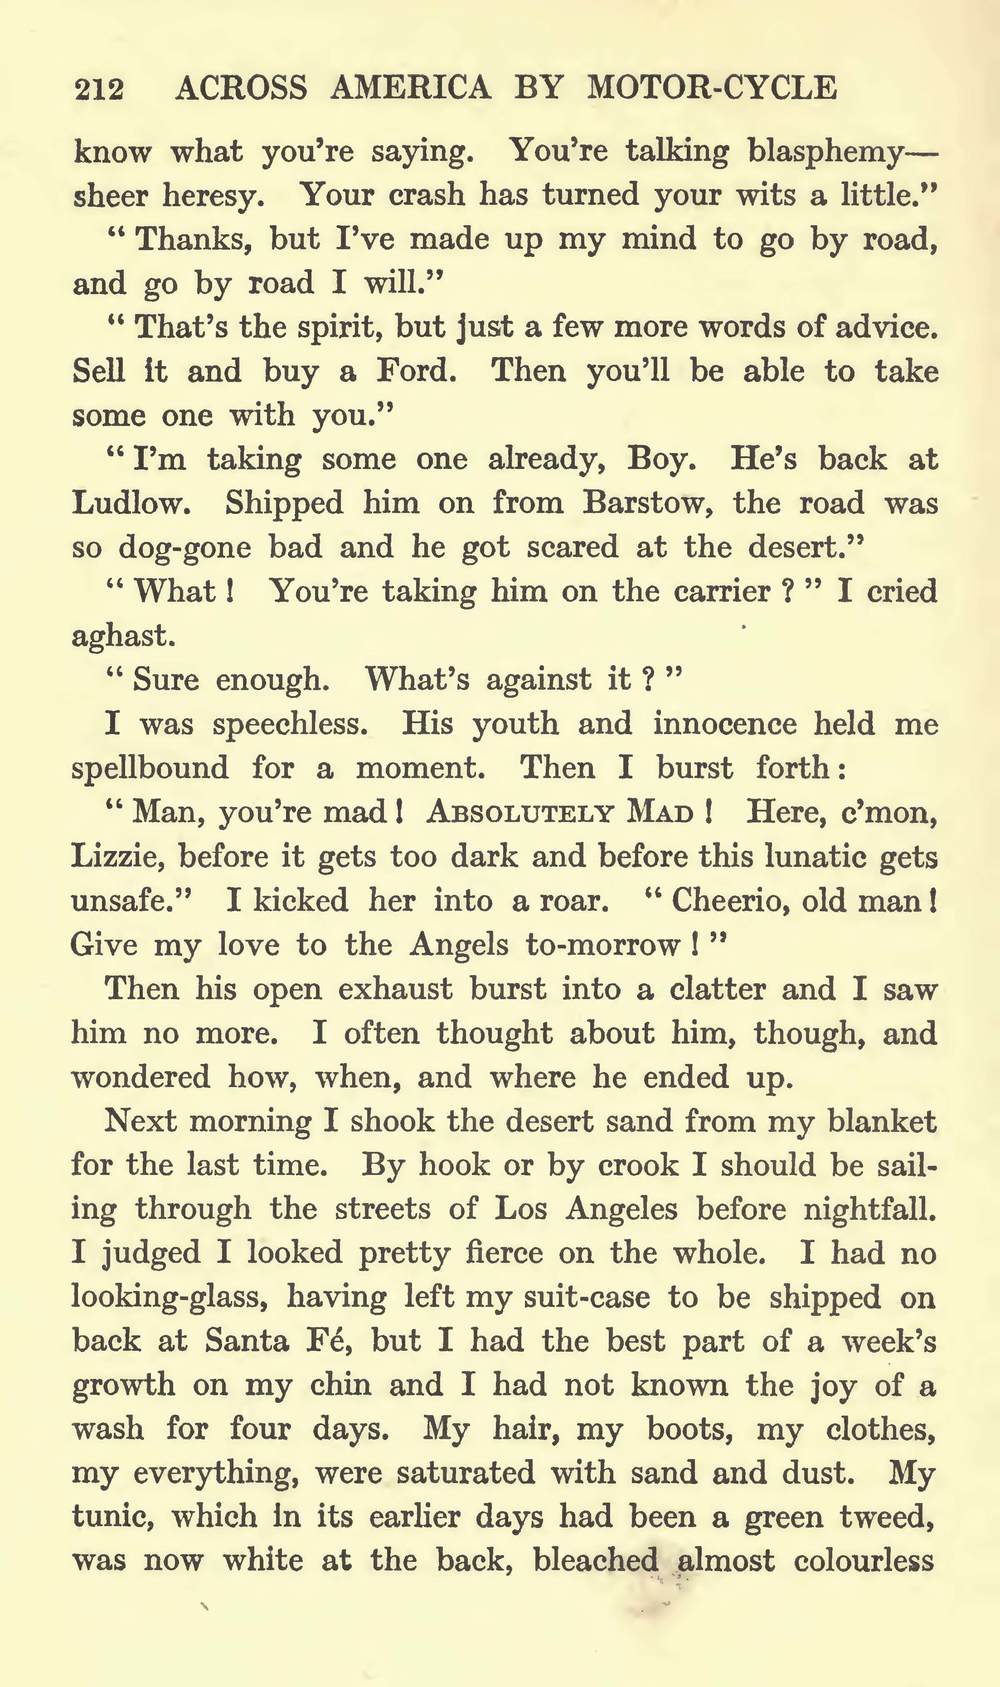 212 ACROSS AMERICA BY MOTOR-CYCLE
know what you're saying. You're talking blasphemy—
sheer heresy. Your crash has turned your wits a little."
" Thanks, but I've made up my mind to go by road,
and go by road I will."
" That's the spirit, but just a few more words of advice.
Sell it and buy a Ford. Then you'll be able to take
some one with you."
" I'm taking some one already, Boy. He's back at
Ludlow. Shipped him on from Barstow, the road was
so dog-gone bad and he got scared at the desert."
" What ! You're taking him on the carrier ? " I cried
aghast.
" Sure enough. What's against it ? "
I was speechless. His youth and innocence held me
spellbound for a moment. Then I burst forth :
" Man, you're mad ! ABSOLUTELY MAD ! Here, c'mon,
Lizzie, before it gets too dark and before this lunatic gets
unsafe." I kicked her into a roar. " Cheerio, old man !
Give my love to the Angels to-morrow ! "
Then his open exhaust burst into a clatter and I saw
him no more. I often thought about him, though, and
wondered how, when, and where he ended up.
Next morning I shook the desert sand from my blanket
for the last time. By hook or by crook I should be sail-
ing through the streets of Los Angeles before nightfall.
I judged I looked pretty fierce on the whole. I had no
looking-glass, having left my suit-case to be shipped on
back at Santa Fé, but I had the best part of a week's
growth on my chin and I had not known the joy of a
wash for four days. My hair, my boots, my clothes,
my everything, were saturated with sand and dust. My
tunic, which in its earlier days had been a green tweed,
was now white at the back, bleached almost colourless